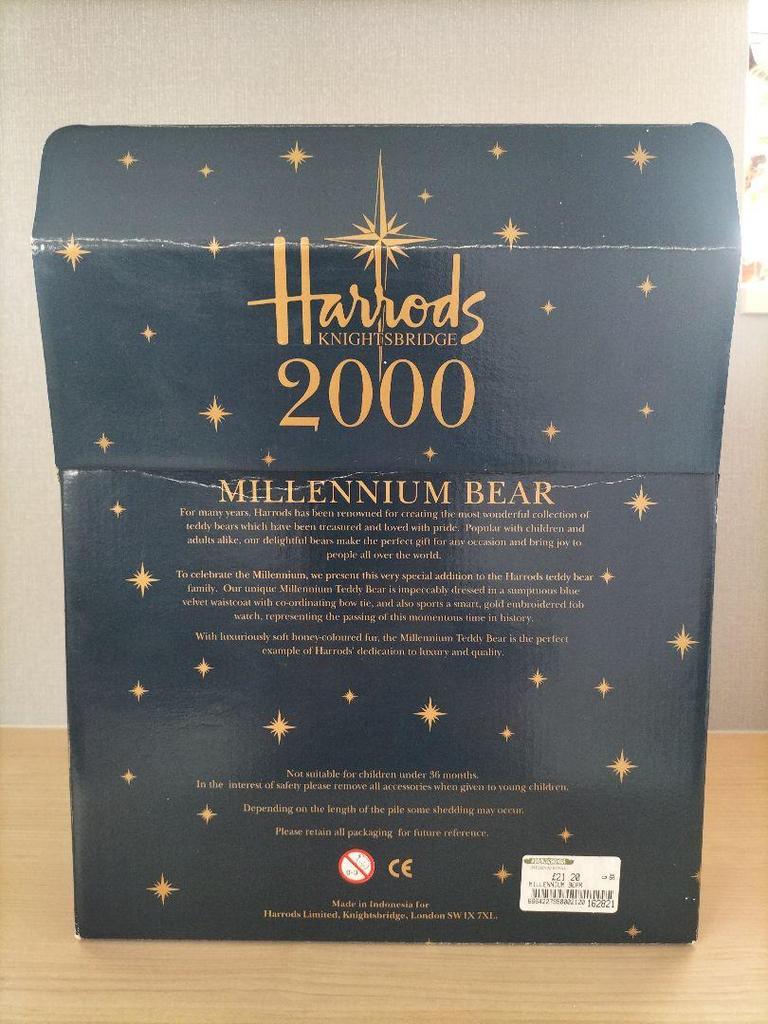 Harrods
KNIGHTSBRIDGE
2000
MILLENNIUM BEAR
For many years, Harrods has been renowned for creating the most wonderful collection of
teddy bears which have been treasured and loved with pride. Popular with children and
adults alike, our delightful bears make the perfect gift for any occasion and bring joy to
people all over the world.
To celebrate the Millennium, we present this very special addition to the Harrods teddy bear
family. Our unique Millennium Teddy Bear is impeccably dressed in a sumptuous blue
velvet waistcoat with co-ordinating bow tie, and also sports a smart, gold embroidered fob
watch, representing the passing of this momentous time in history.
With luxuriously soft honey-coloured fur, the Millennium Teddy Bear is the perfect
example of Harrods' dedication to luxury and quality.
Not suitable for children under 36 months.
In the interest of safety please remove all accessories when given to young children.
Depending on the length of the pile some shedding may occur.
Please retain all packaging for future reference.
0-3
CE
Made in Indonesia for
Harrods Limited, Knightsbridge, London SW1X 7XL.
£21.20
MILLENNIUM BEAR
162821